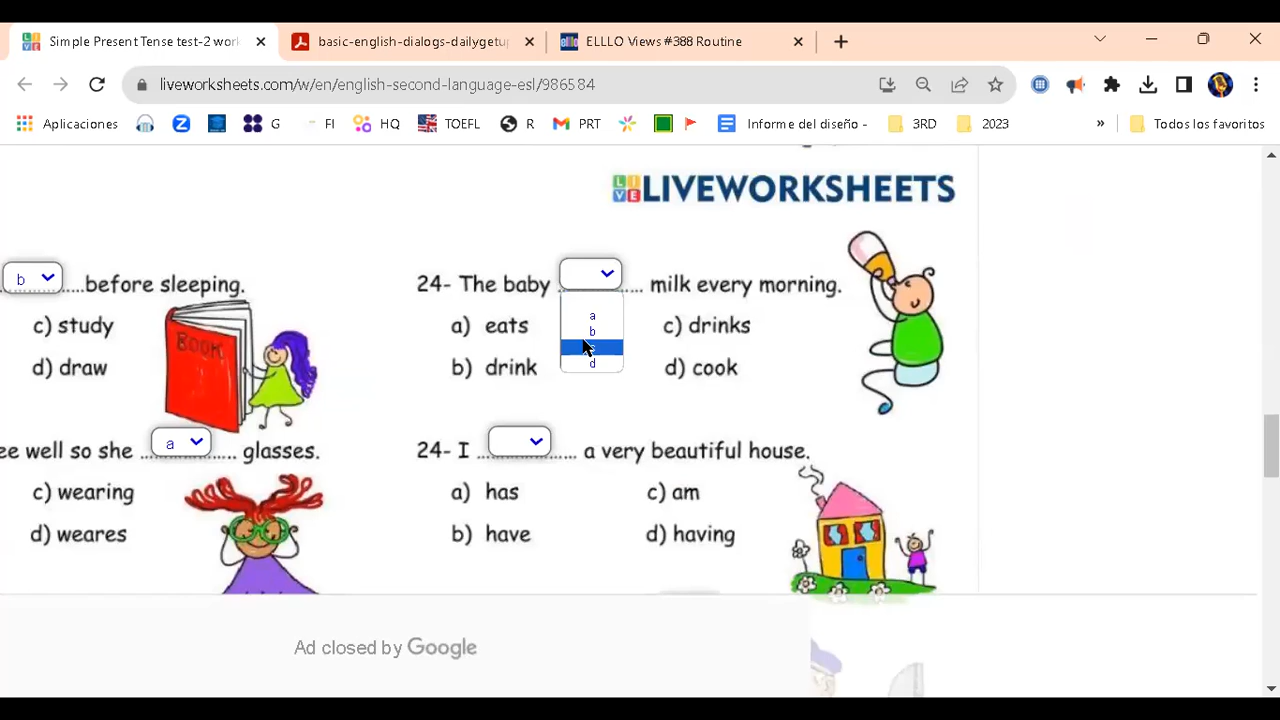 Simple Present Tense test-2 wor
basic-english-dialogs-dailygetup
elllo
ELLLO Views #388 Routine
liveworksheets.com/w/en/english-second-language-esl/986584
Aplicaciones
G
FI
HQ
TOEFL
R
PRT
Informe del diseño -
3RD
2023
»
Todos los favoritos
LIVEWORKSHEETS
b ....before sleeping.
c) study
d) draw
BOOK
24- The baby ... milk every morning.
a) eats
c) drinks
b) drink
d) cook
a
b
c
d
ee well so she a .............. glasses.
c) wearing
d) weares
24- I .............. a very beautiful house.
a) has
c) am
b) have
d) having
Ad closed by Google